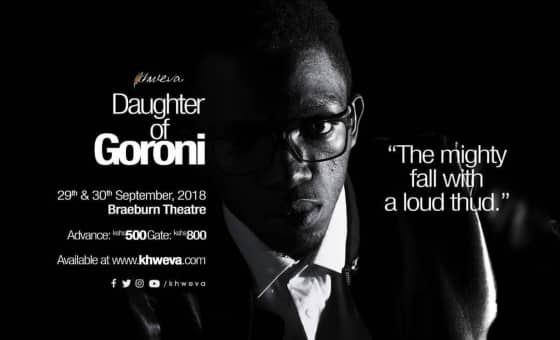 khweva
Daughter
of
Goroni
29th & 30th September, 2018
Braeburn Theatre
Advance: kshs500 Gate: kshs800
Available at www.khweva.com
/khweva
“The mighty
fall with
a loud thud.”